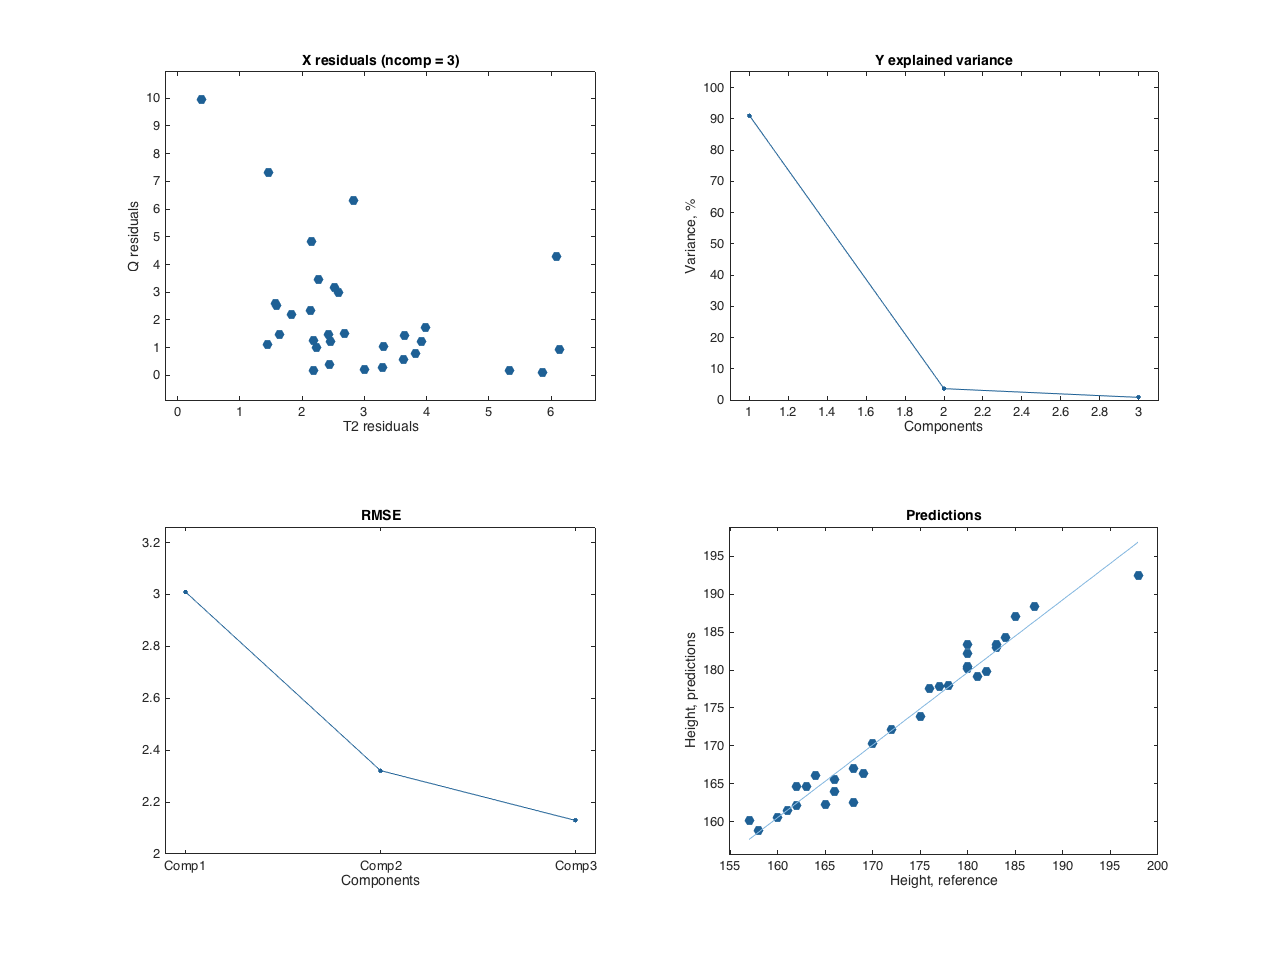 X residuals (ncomp = 3)
Q residuals
10
9
8
7
6
5
4
3
2
1
0
0 1 2 3 4 5 6
T2 residuals
Y explained variance
Variance, %
100
90
80
70
60
50
40
30
20
10
0
1 1.2 1.4 1.6 1.8 2 2.2 2.4 2.6 2.8 3
Components
RMSE
3.2
3
2.8
2.6
2.4
2.2
2
Comp1 Comp2 Comp3
Components
Predictions
Height, predictions
195
190
185
180
175
170
165
160
155 160 165 170 175 180 185 190 195 200
Height, reference